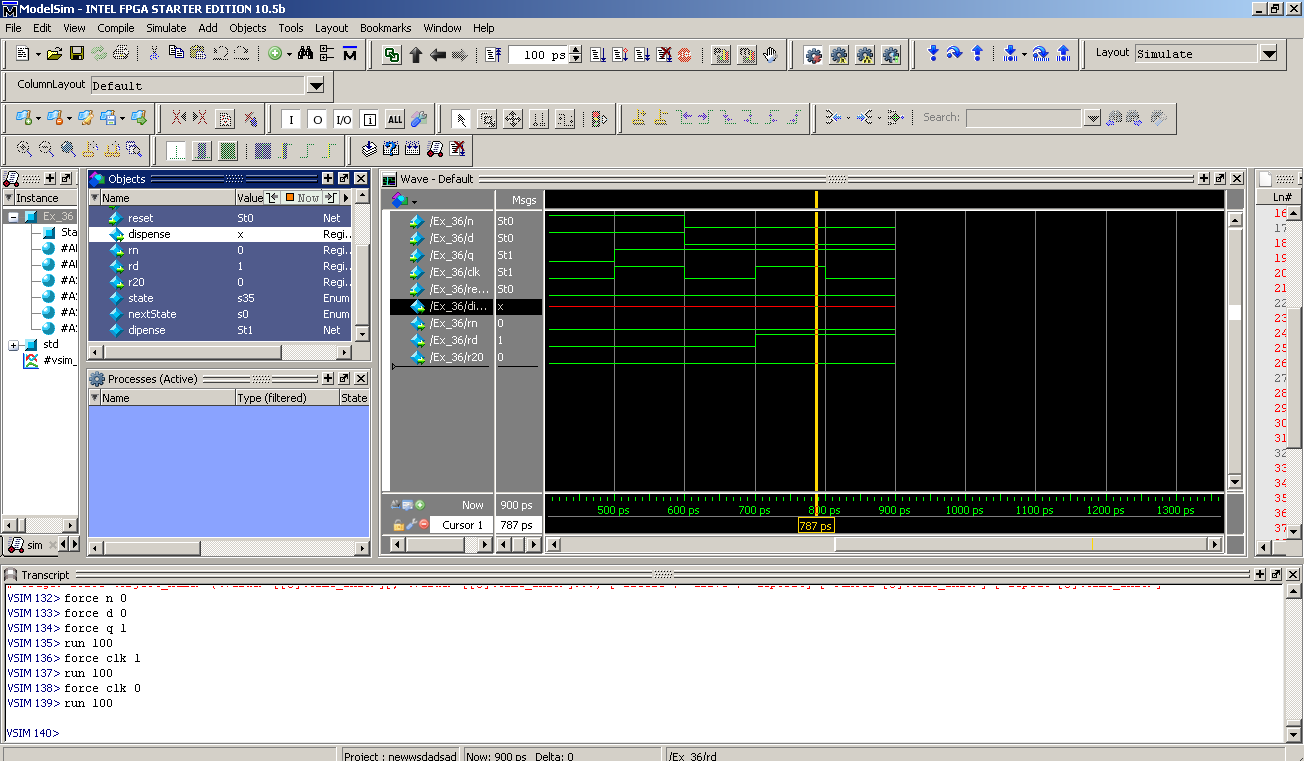 ModelSim - INTEL FPGA STARTER EDITION 10.5b
File Edit View Compile Simulate Add Objects Tools Layout Bookmarks Window Help
100 ps
Layout Simulate
ColumnLayout Default
I O I/O i ALL
Search:
Instance
Ex_36
Sta
#Al
#Al
#A
#A
#A
#A
std
#vsim_
sim
Objects
Name Value Now
reset St0 Net
dispense x Regi..
rn 0 Regi..
rd 1 Regi..
r20 0 Regi..
state s35 Enum
nextState s0 Enum
dipense St1 Net
Processes (Active)
Name Type (filtered) State
Wave - Default
Msgs
/Ex_36/n St0
/Ex_36/d St0
/Ex_36/q St1
/Ex_36/clk St1
/Ex_36/re... St0
/Ex_36/di... x
/Ex_36/rn 0
/Ex_36/rd 1
/Ex_36/r20 0
Now 900 ps
500 ps 600 ps 700 ps 800 ps 900 ps 1000 ps 1100 ps 1200 ps 1300 ps
Cursor 1 787 ps
787 ps
Ln#
16
17
18
19
20
21
22
23
24
25
26
27
28
29
30
31
32
33
34
35
36
37
Transcript
VSIM 132> force n 0
VSIM 133> force d 0
VSIM 134> force q 1
VSIM 135> run 100
VSIM 136> force clk 1
VSIM 137> run 100
VSIM 138> force clk 0
VSIM 139> run 100
VSIM 140>
Project : newwsdadsad Now: 900 ps Delta: 0 /Ex_36/rd